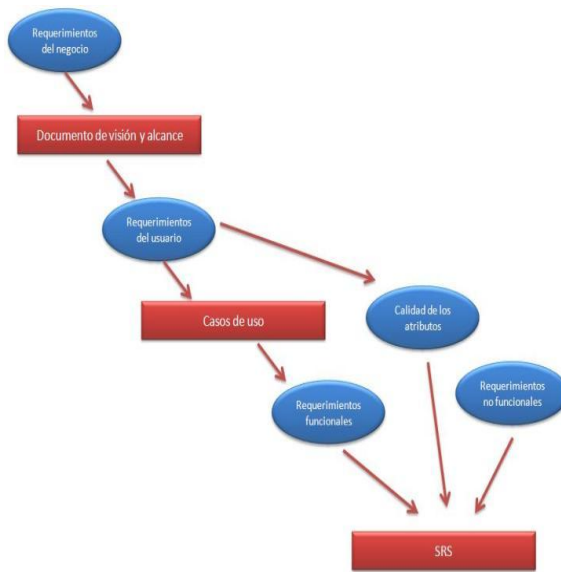 Requerimientos
del negocio
Documento de visión y alcance
Requerimientos
del usuario
Casos de uso
Calidad de los
atributos
Requerimientos
funcionales
Requerimientos
no funcionales
SRS